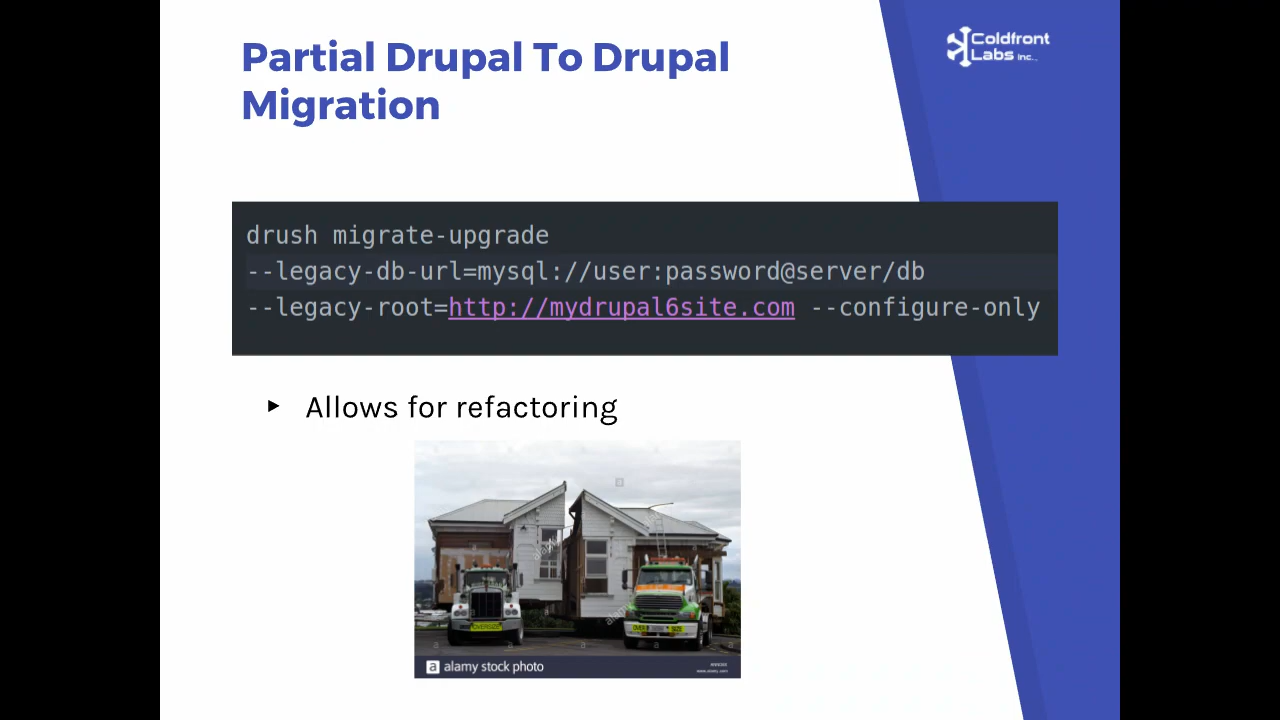 Partial Drupal To Drupal
Migration
Coldfront
Labs Inc.
drush migrate-upgrade
--legacy-db-url=mysql://user:password@server/db
--legacy-root=http://mydrupal6site.com --configure-only
Allows for refactoring
alamy stock photo